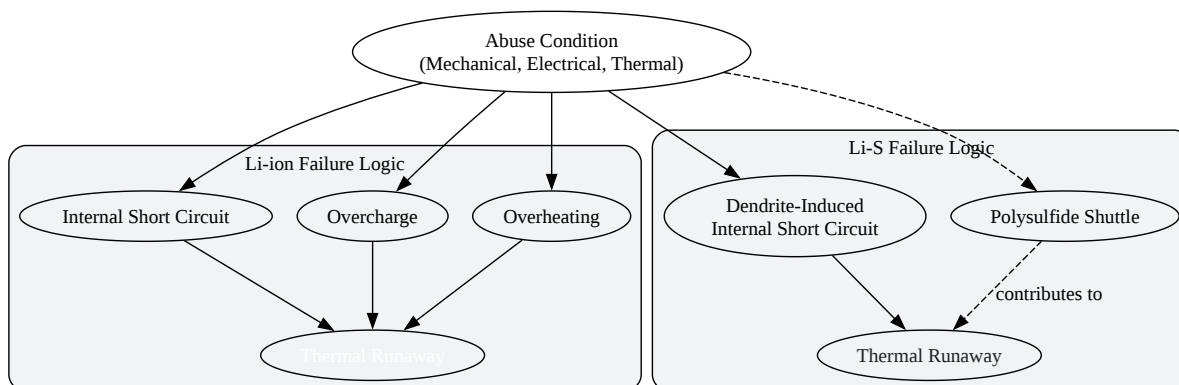 Abuse Condition
(Mechanical, Electrical, Thermal)
Li-ion Failure Logic
Li-S Failure Logic
Internal Short Circuit
Overcharge
Overheating
Dendrite-Induced
Internal Short Circuit
Polysulfide Shuttle
contributes to
Thermal Runaway
Thermal Runaway